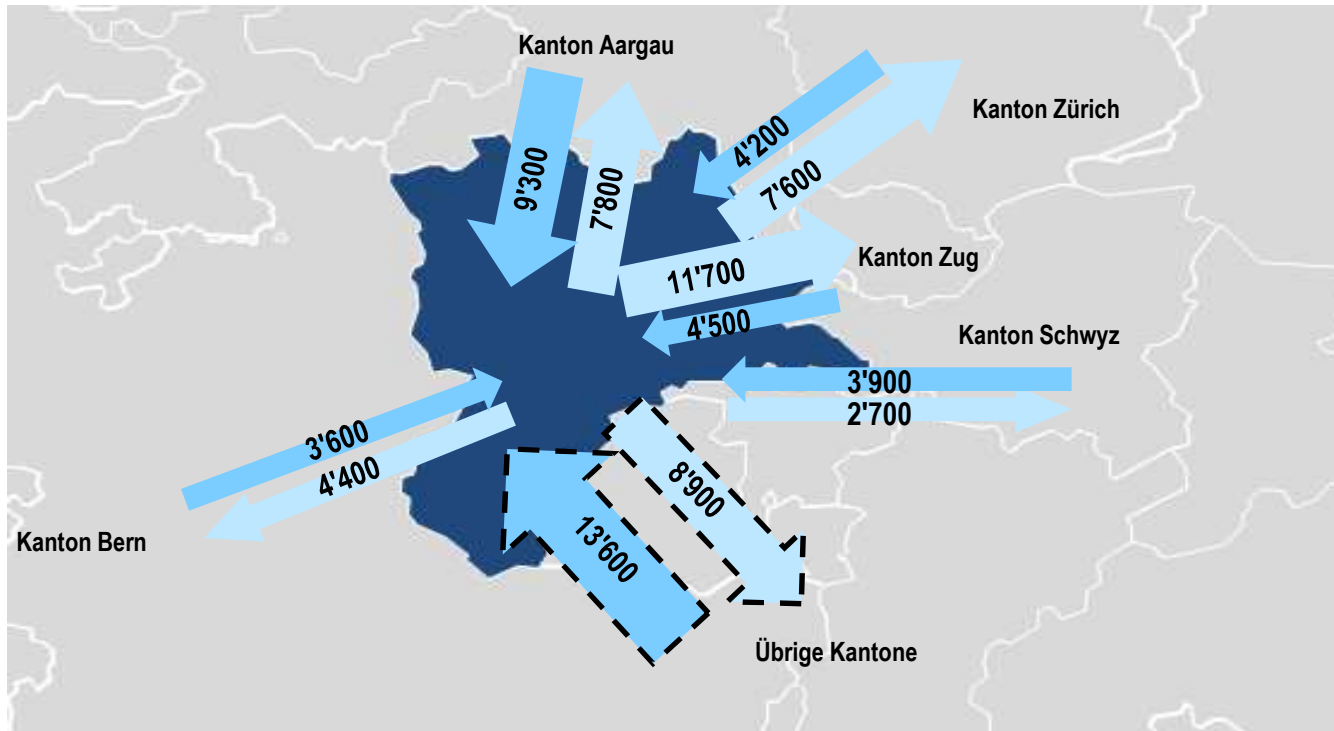 Kanton Aargau
9'300
7'800
4'200
7'600
Kanton Zürich
11'700
4'500
Kanton Zug
Kanton Schwyz
3'900
2'700
3'600
4'400
Kanton Bern
8'900
13'600
Übrige Kantone